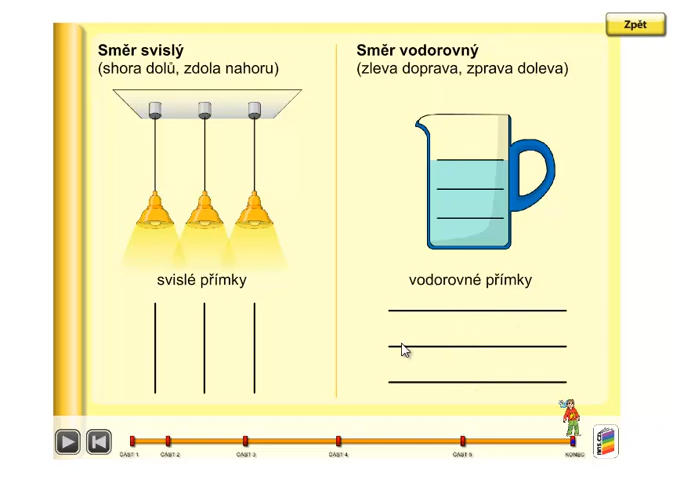 Zpět
Směr svislý
(shora dolů, zdola nahoru)
Směr vodorovný
(zleva doprava, zprava doleva)
svislé přímky
vodorovné přímky
ČÁST 1
ČÁST 2
ČÁST 3
ČÁST 4
ČÁST 5
KONEC